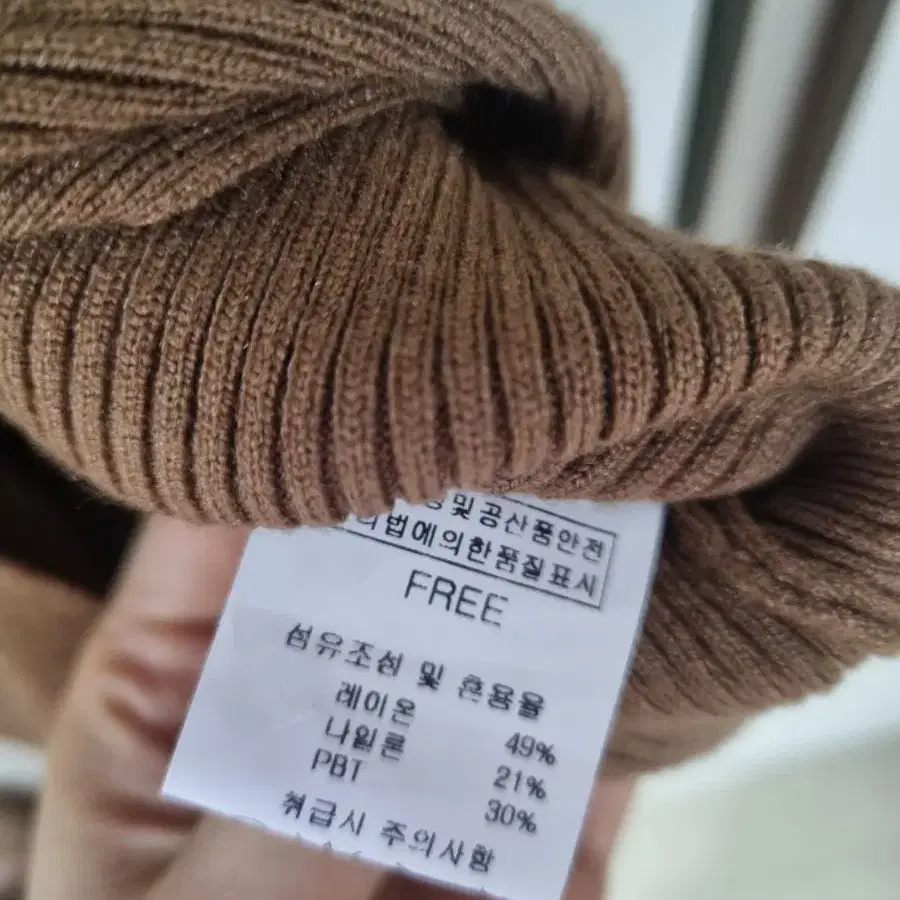 및공산품안전
법에의한품질표시
FREE
섬유조성 및 혼용율
레이온 49%
나일론 21%
PBT 30%
취급시 주의사항